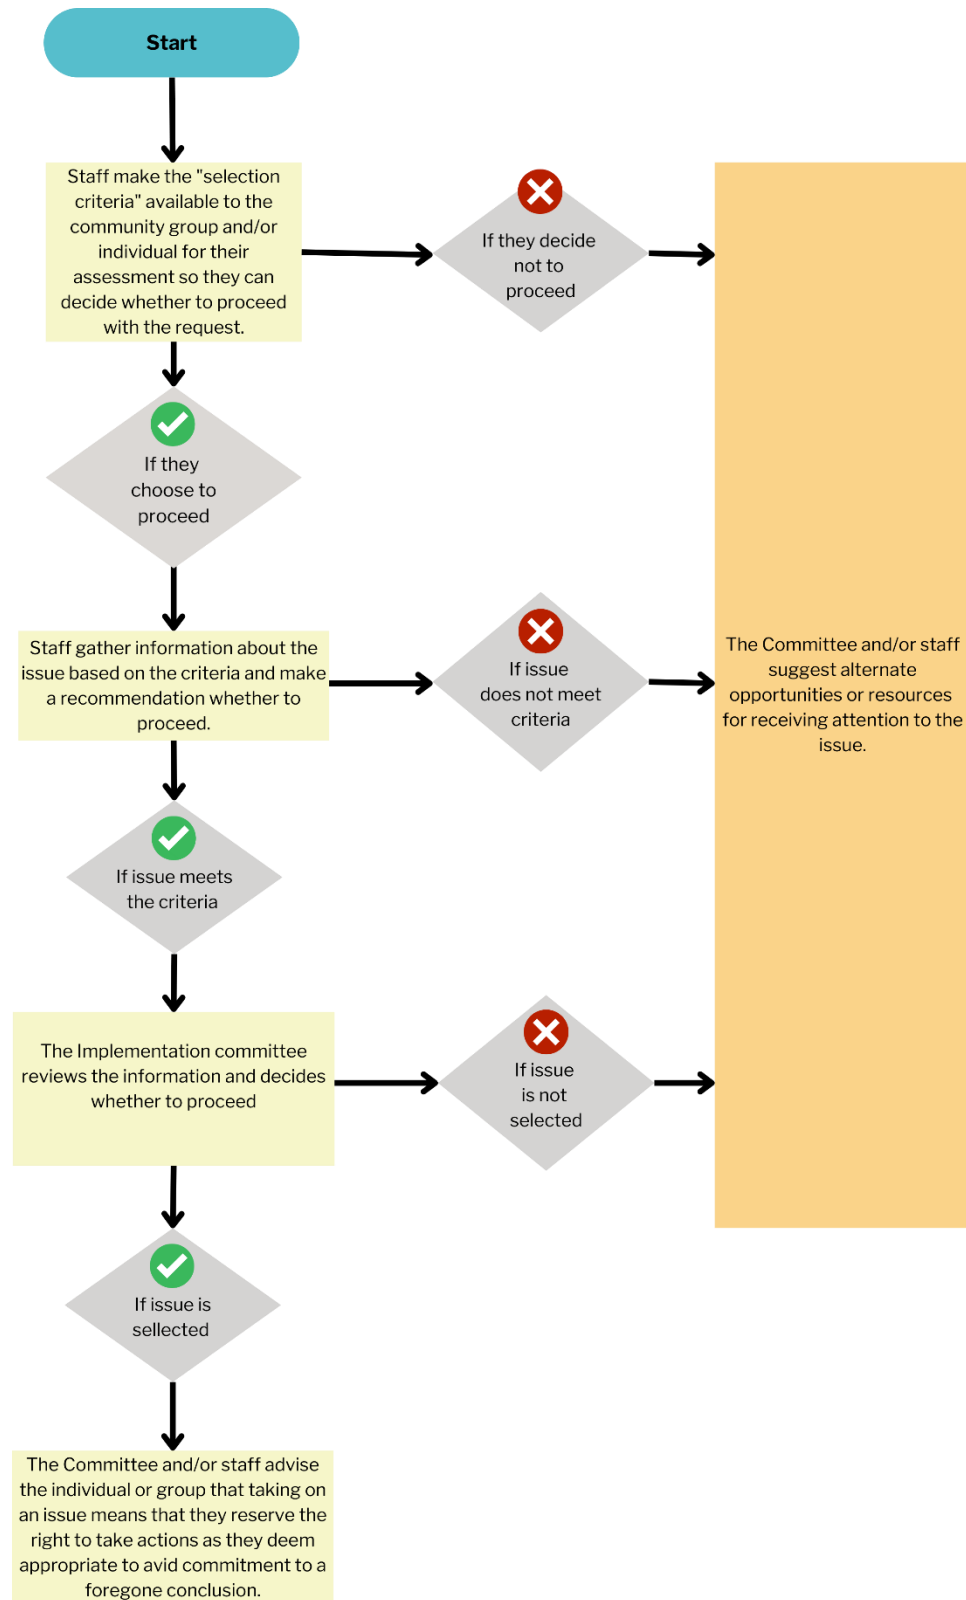 Start
Staff make the "selection
criteria" available to the
community group and/or
individual for their
assessment so they can
decide whether to proceed
with the request.
If they decide
not to
proceed
If they
choose to
proceed
Staff gather information about the
issue based on the criteria and make
a recommendation whether to
proceed.
If issue
does not meet
criteria
The Committee and/or staff
suggest alternate
opportunities or resources
for receiving attention to the
issue.
If issue meets
the criteria
The Implementation committee
reviews the information and decides
whether to proceed
If issue
is not
selected
If issue is
sellected
The Committee and/or staff advise
the individual or group that taking on
an issue means that they reserve the
right to take actions as they deem
appropriate to avid commitment to a
foregone conclusion.